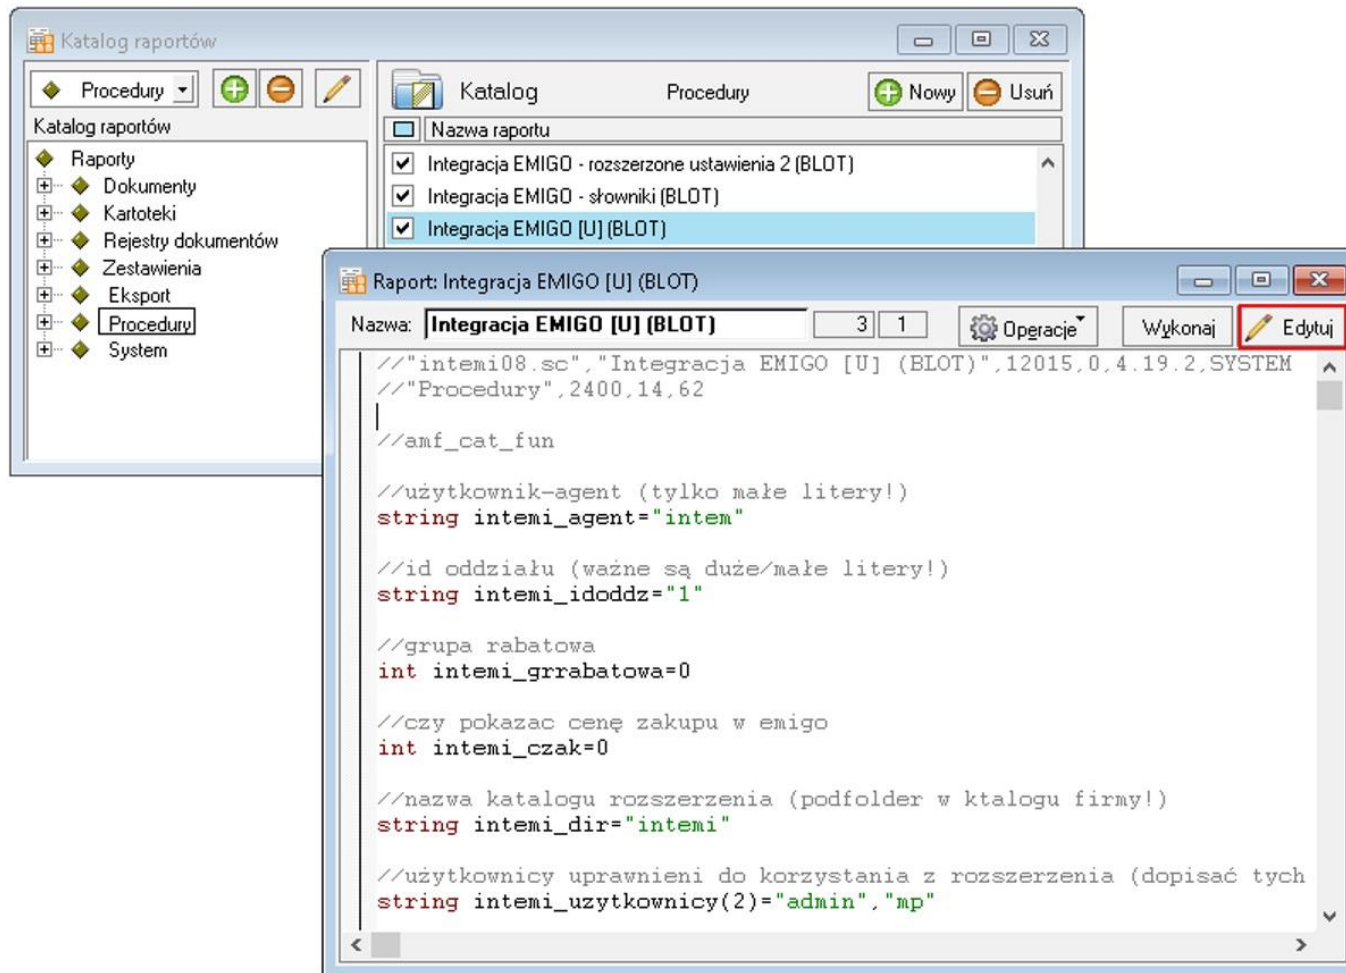 Katalog raportów
Procedury
Katalog raportów
Raporty
Dokumenty
Kartoteki
Rejestry dokumentów
Zestawienia
Eksport
Procedury
System
Katalog Procedury Nowy Usuń
Nazwa raportu
Integracja EMIGO - rozszerzone ustawienia 2 (BLOT)
Integracja EMIGO - słowniki (BLOT)
Integracja EMIGO [U] (BLOT)
Raport: Integracja EMIGO [U] (BLOT)
Nazwa: Integracja EMIGO [U] (BLOT) 3 1 Operacje Wykonaj Edytuj
//"intemi08.sc","Integracja EMIGO [U] (BLOT)",12015,0,4.19.2,SYSTEM
//"Procedury",2400,14,62
//amf_cat_fun
//użytkownik-agent (tylko małe litery!)
string intemi_agent="intem"
//id oddziału (ważne są duże/małe litery!)
string intemi_idoddz="1"
//grupa rabatowa
int intemi_grrabatowa=0
//czy pokazac cenę zakupu w emigo
int intemi_czak=0
//nazwa katalogu rozszerzenia (podfolder w ktalogu firmy!)
string intemi_dir="intemi"
//użytkownicy uprawnieni do korzystania z rozszerzenia (dopisać tych
string intemi_uzytkownicy(2)="admin","mp"